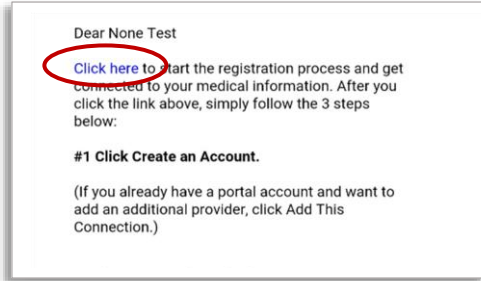 Dear None Test
Click here to start the registration process and get
connected to your medical information. After you
click the link above, simply follow the 3 steps
below:
#1 Click Create an Account.
(If you already have a portal account and want to
add an additional provider, click Add This
Connection.)